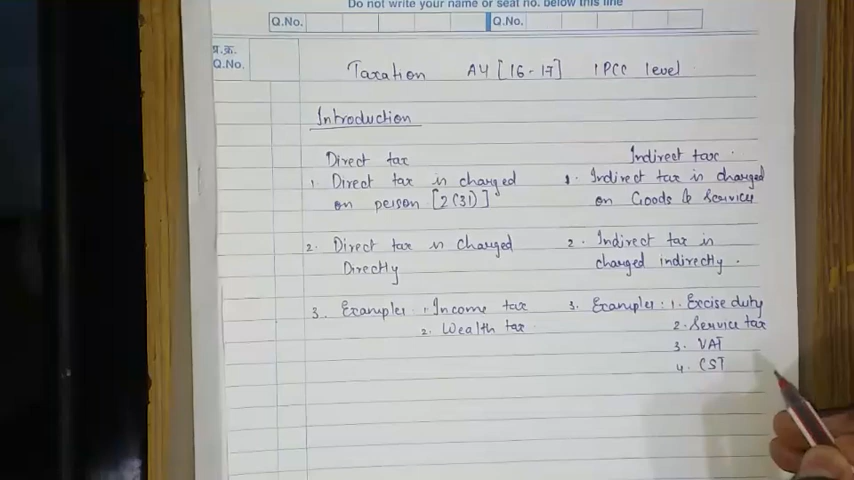 Do not write your name or seat no. below this line
Q.No.
Q.No.
प्र.क्र.
Q.No.
Taxation AY [16-17] IPCC level
Introduction
Direct tax
Indirect tax.
1. Direct tax is charged
on person [2(31)]
1. Indirect tax is charged
on Goods & Services
2. Direct tax is charged
Directly
2. Indirect tax is
charged indirectly.
3. Examples: 1. Income tax
2. Wealth tax
3. Examples: 1. Excise duty
2. Service tax
3. VAT
4. CST